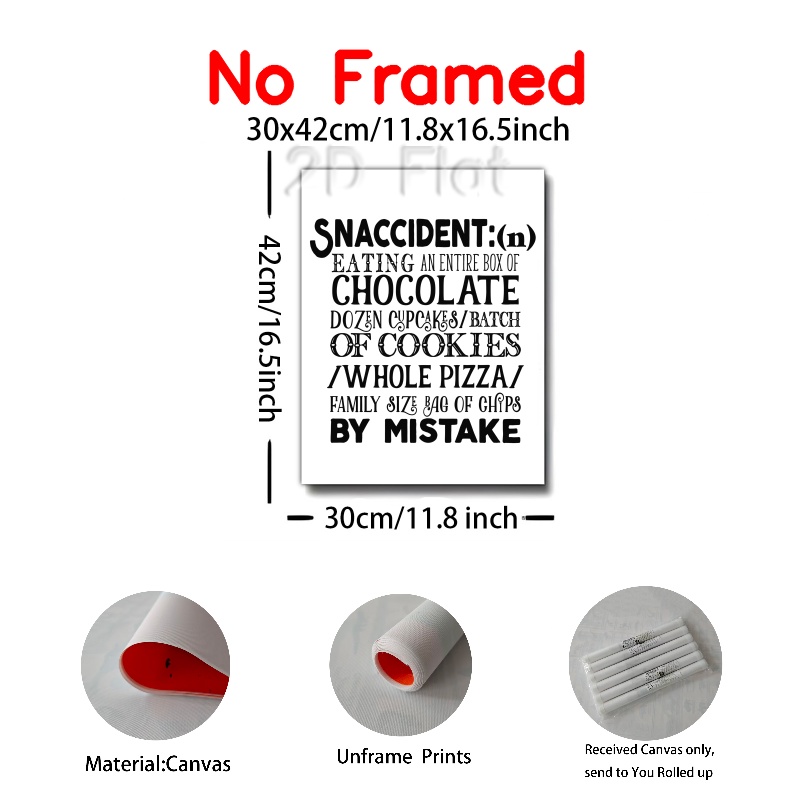 No Framed
30x42cm/11.8x16.5inch
2D Flat
42cm/16.5inch
SNACCIDENT:(n)
EATING AN ENTIRE BOX OF
CHOCOLATE
DOZEN CUPCAKES/BATCH
OF COOKIES
/WHOLE PIZZA/
FAMILY SIZE BAG OF CHIPS
BY MISTAKE
30cm/11.8 inch
Material:Canvas
Unframe Prints
Received Canvas only,
send to You Rolled up